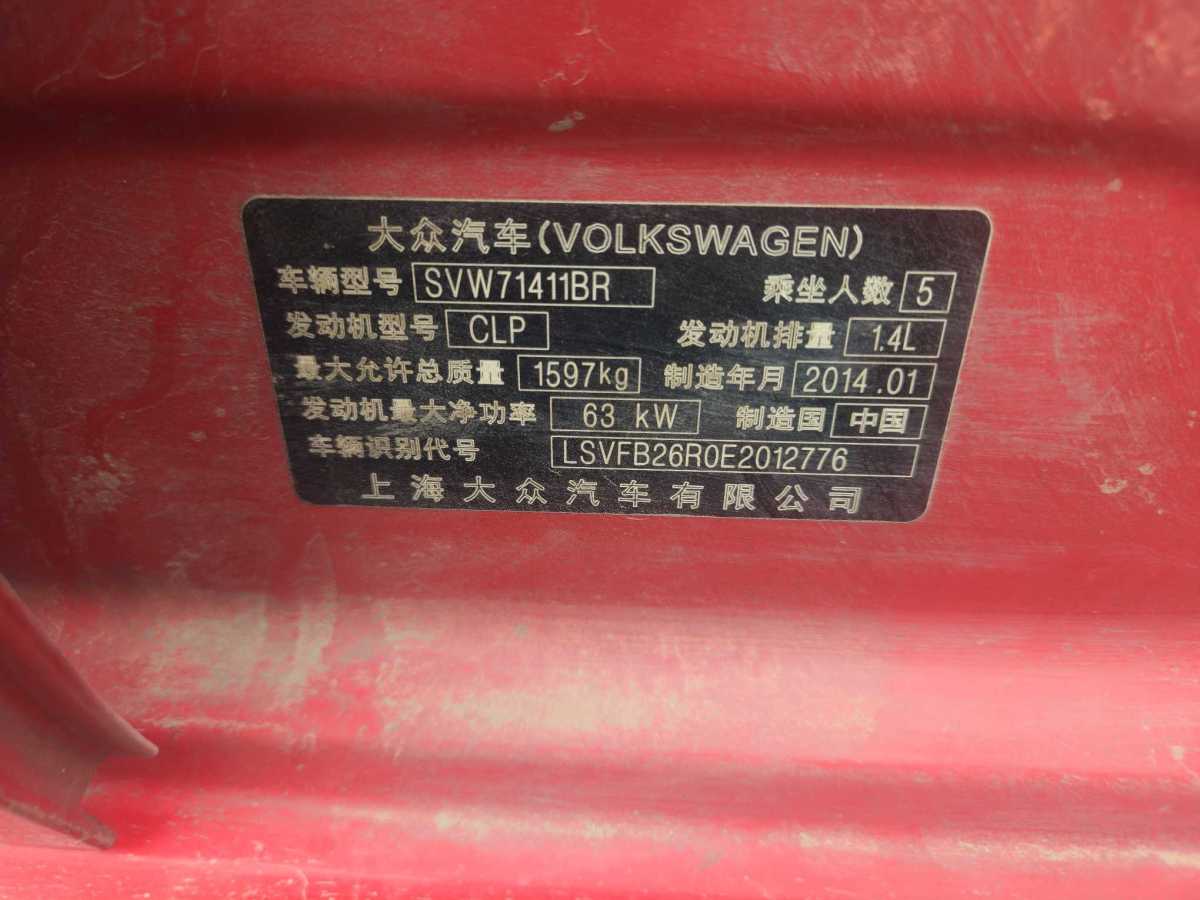 大众汽车(VOLKSWAGEN)
车辆型号 SVW71411BR 乘坐人数 5
发动机型号 CLP 发动机排量 1.4L
最大允许总质量 1597kg 制造年月 2014.01
发动机最大净功率 63 kW 制造国 中国
车辆识别代号 LSVFB26R0E2012776
上海大众汽车有限公司